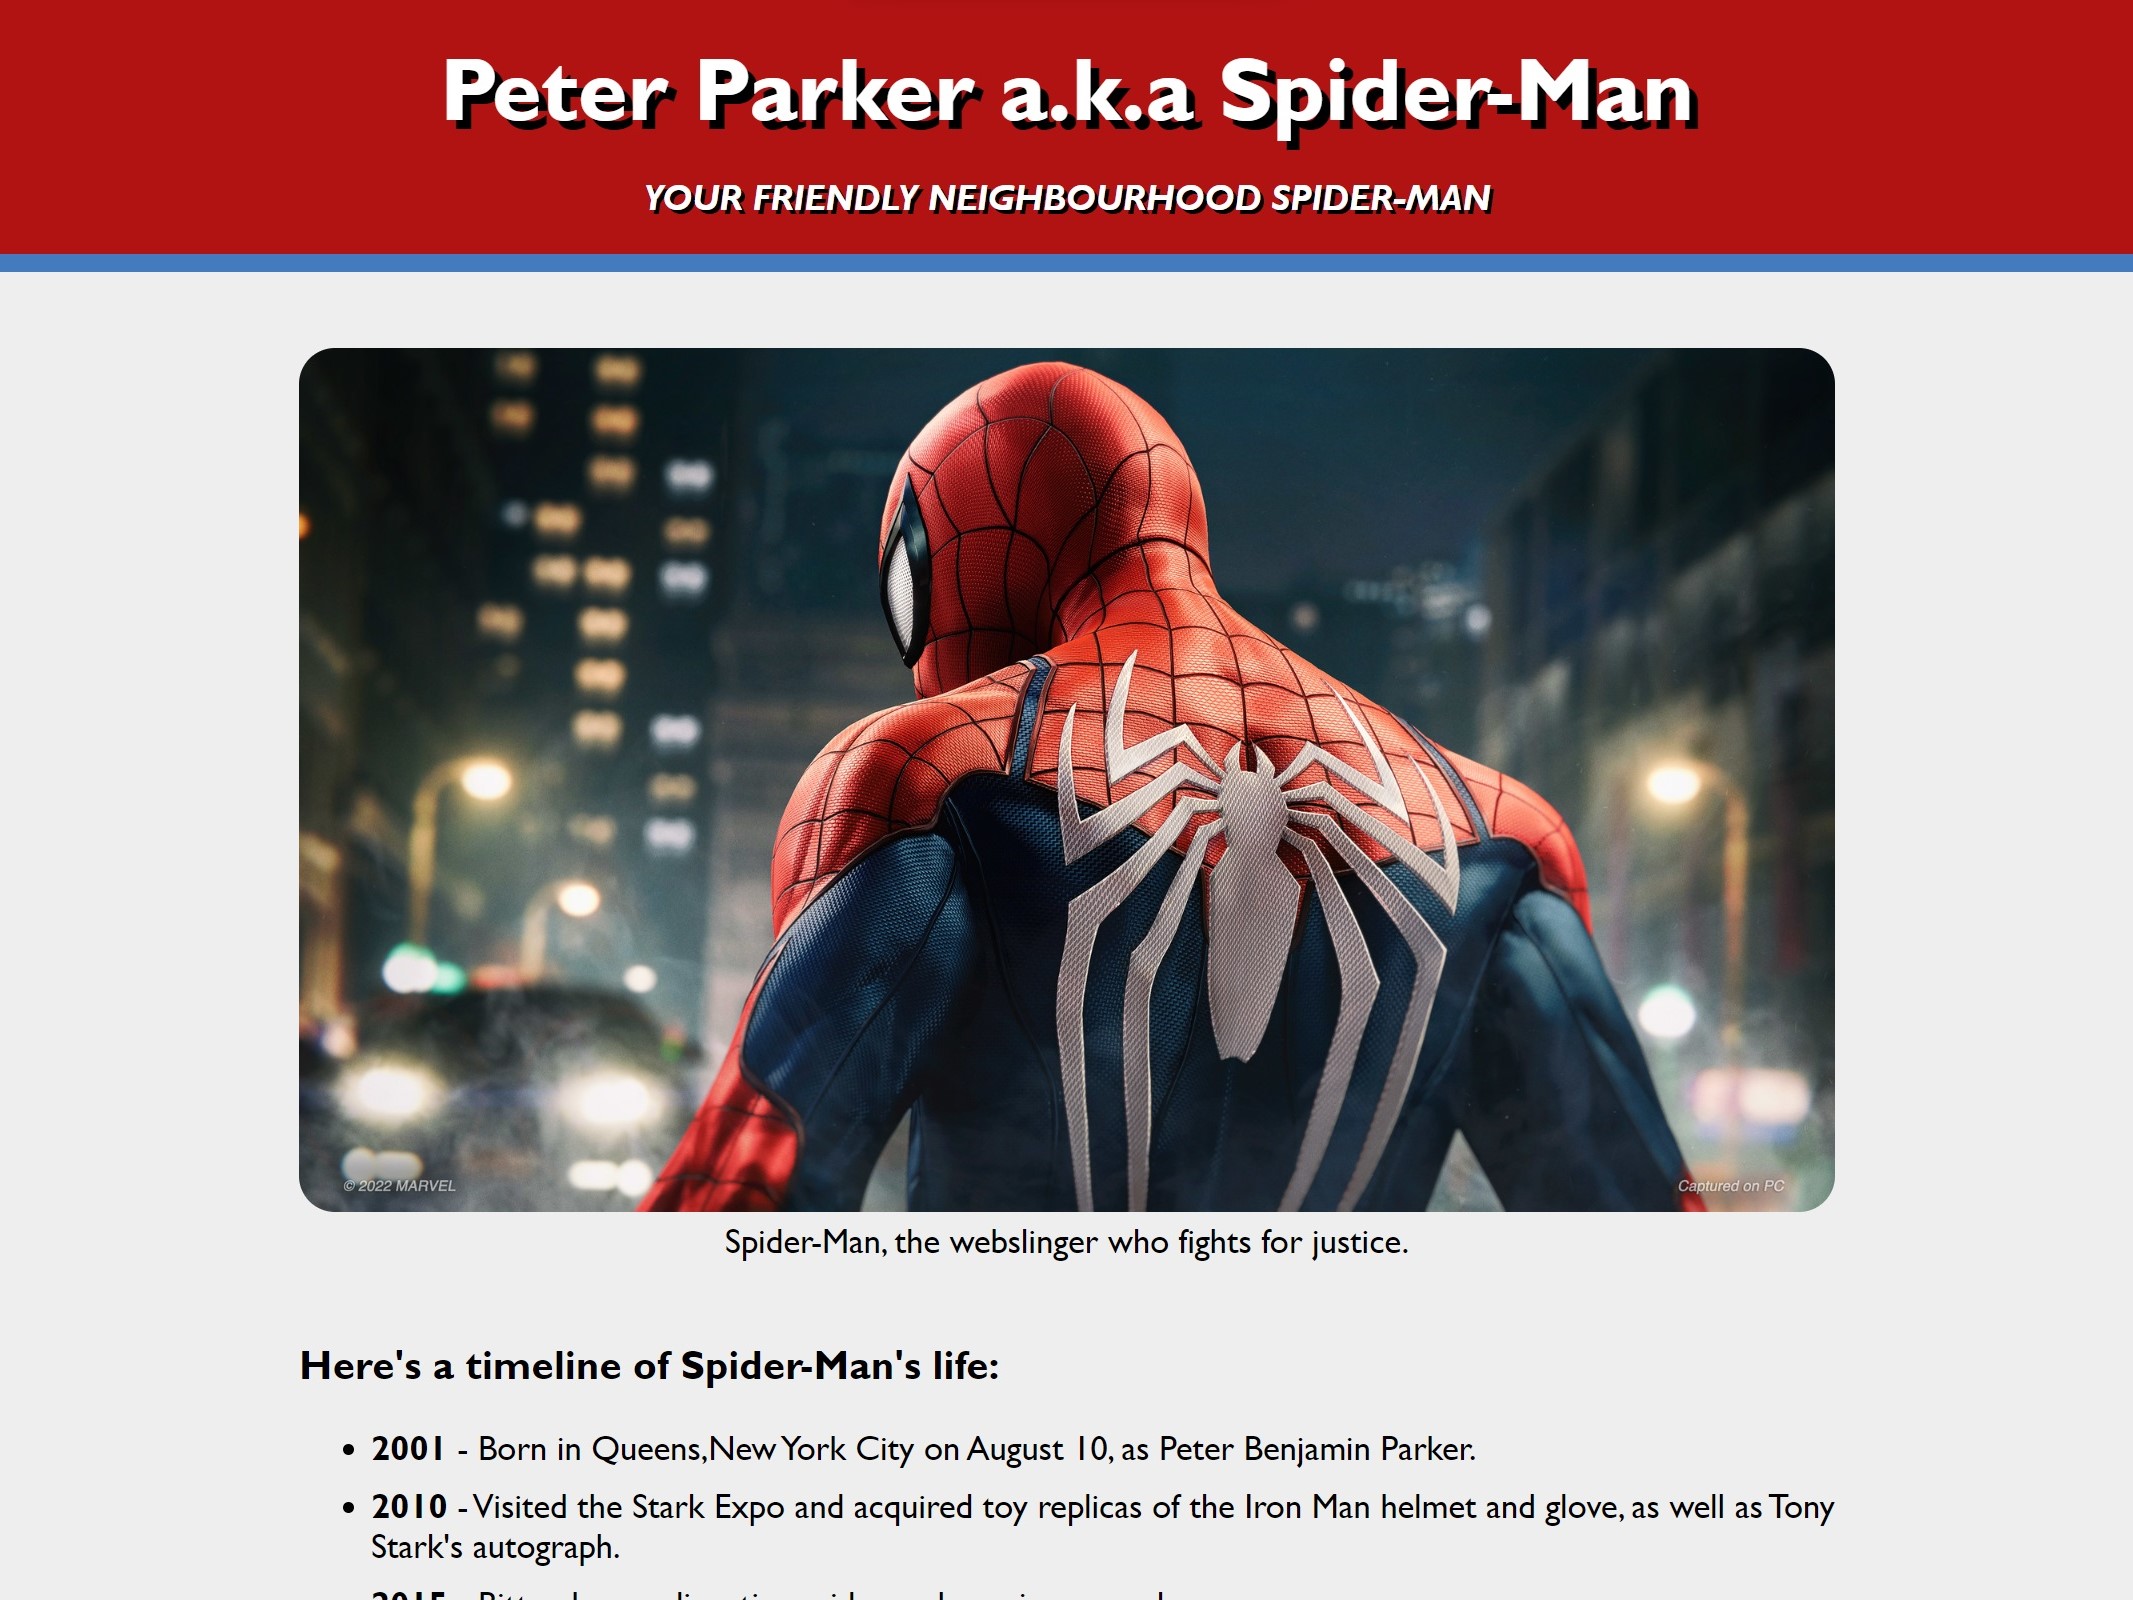 Peter Parker a.k.a Spider-Man
YOUR FRIENDLY NEIGHBOURHOOD SPIDER-MAN
© 2022 MARVEL
Captured on PC
Spider-Man, the webslinger who fights for justice.
Here's a timeline of Spider-Man's life:
• 2001 - Born in Queens,New York City on August 10, as Peter Benjamin Parker.
• 2010 - Visited the Stark Expo and acquired toy replicas of the Iron Man helmet and glove, as well as Tony
Stark's autograph.
2015 -